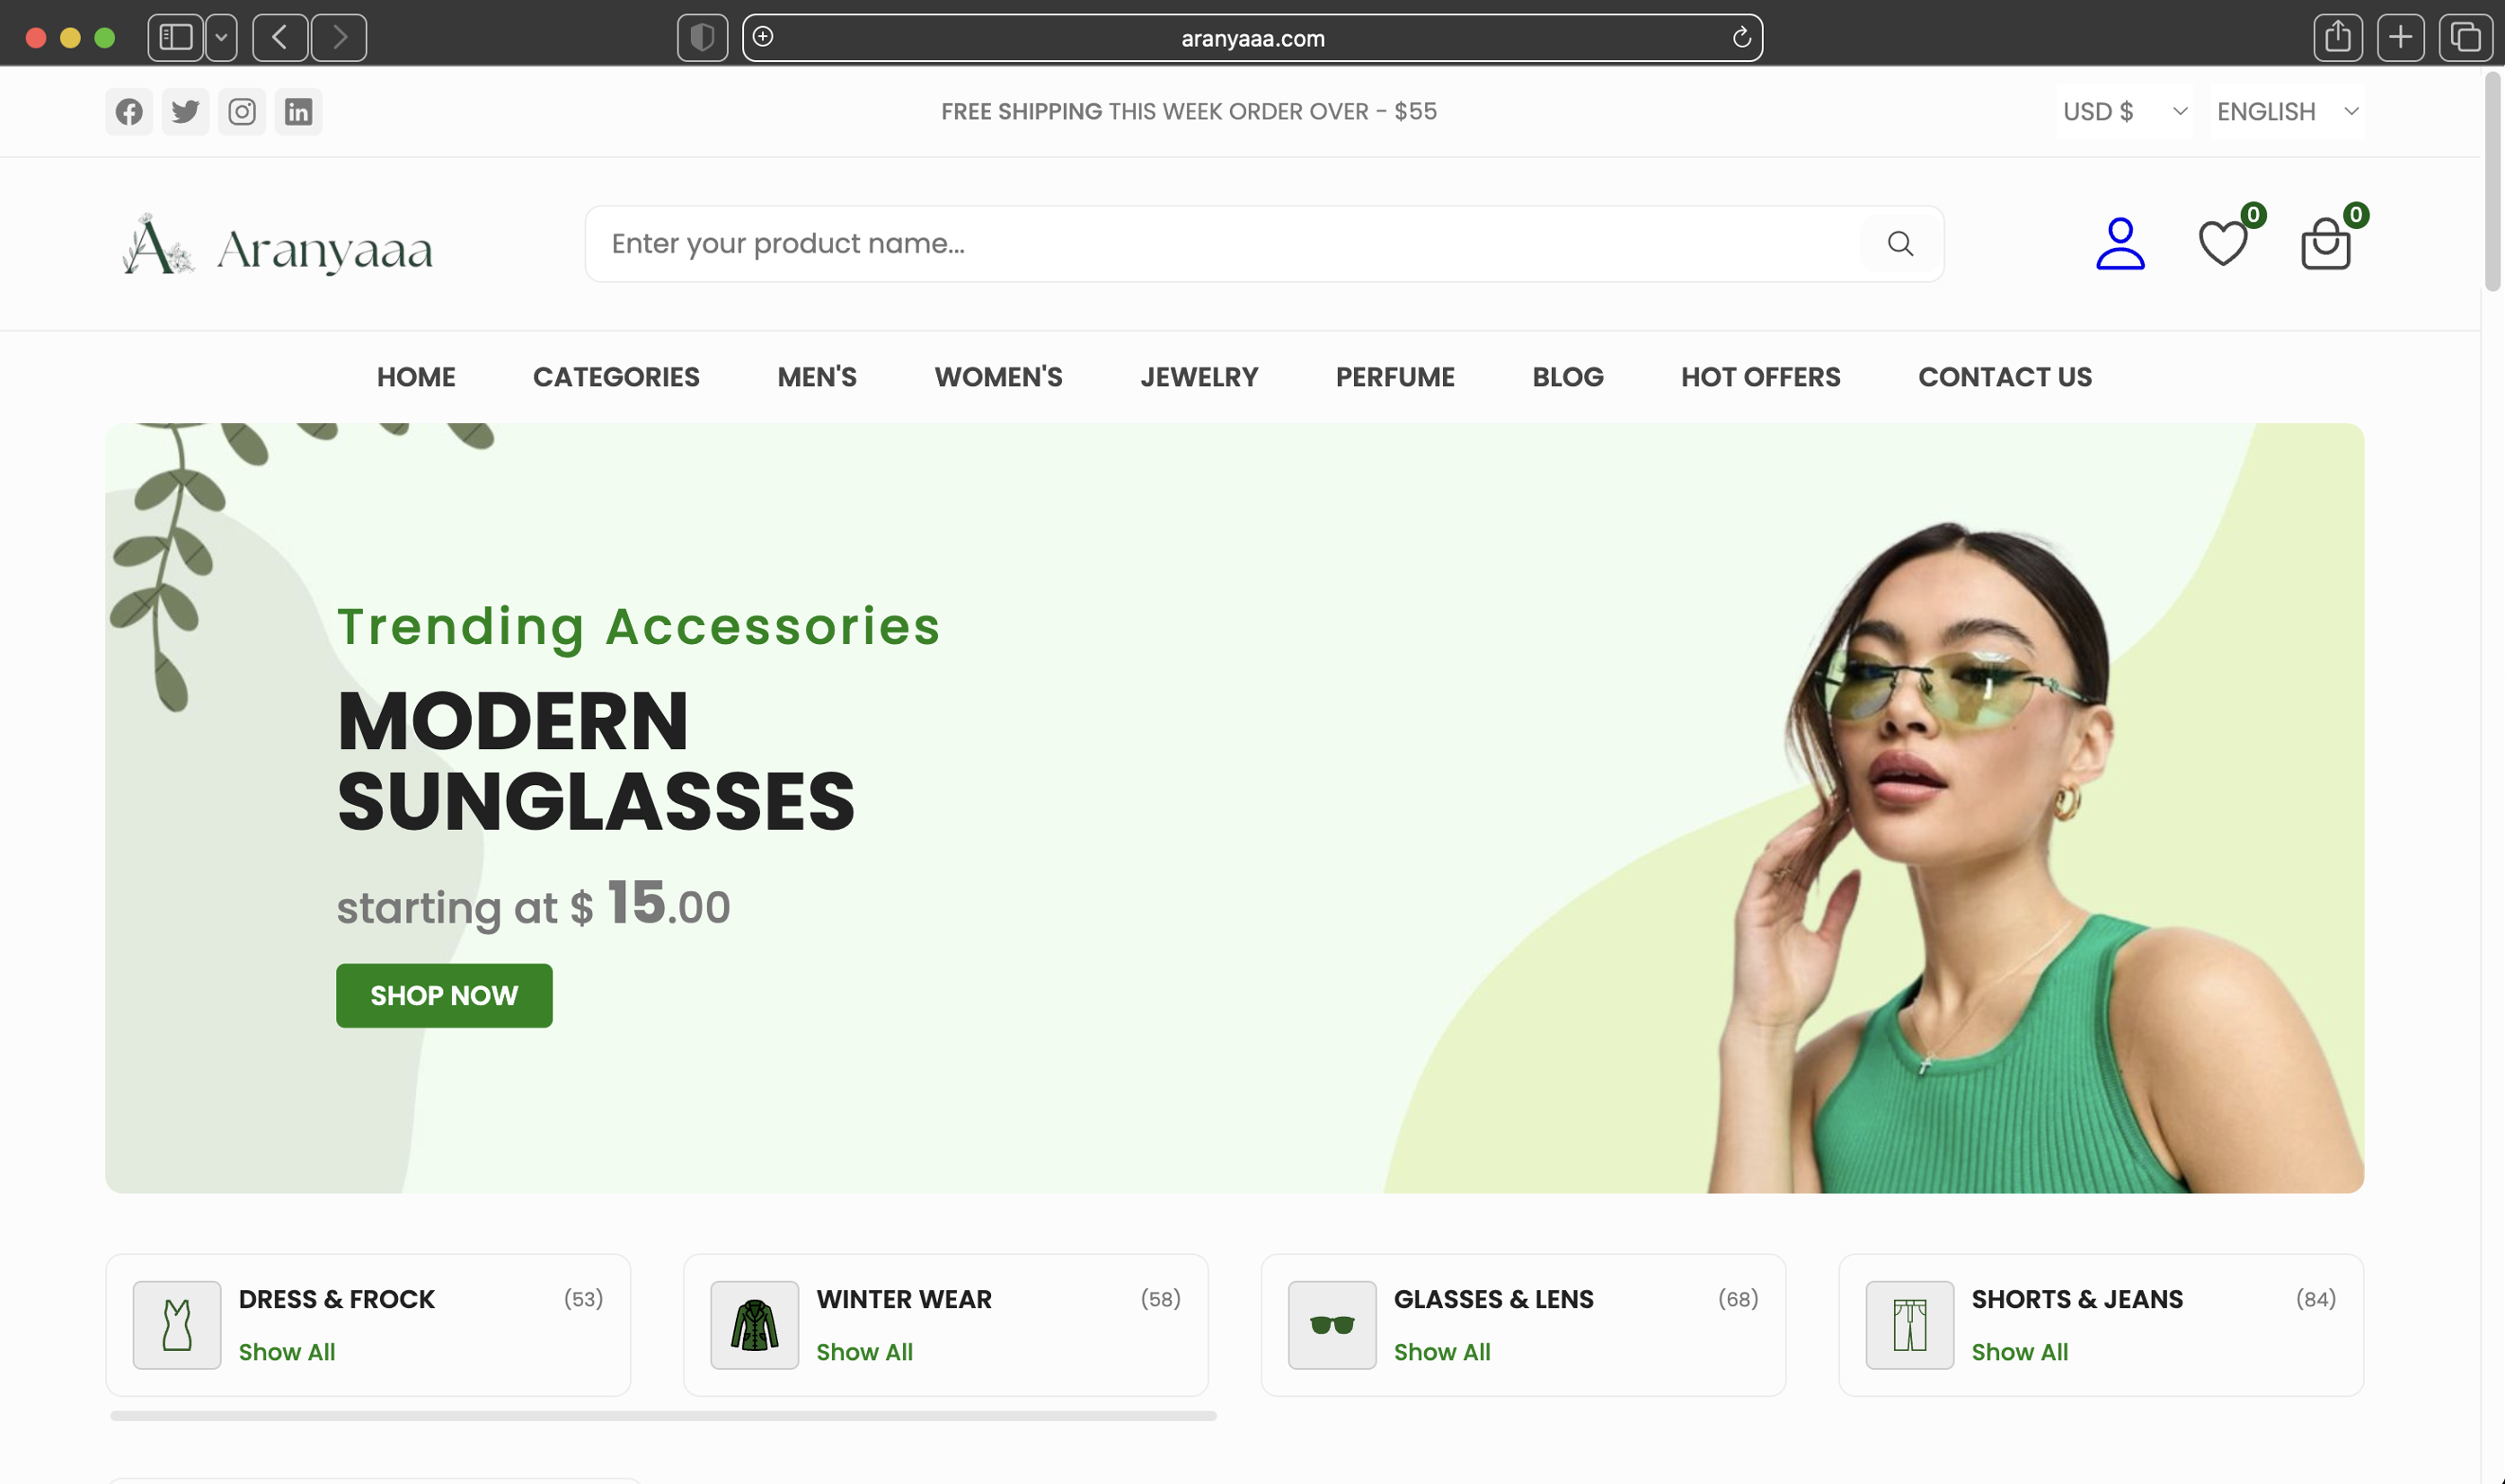 aranyaaa.com
FREE SHIPPING THIS WEEK ORDER OVER - $55
USD $
ENGLISH
A Aranyaaa
Enter your product name...
0
0
HOME
CATEGORIES
MEN'S
WOMEN'S
JEWELRY
PERFUME
BLOG
HOT OFFERS
CONTACT US
Trending Accessories
MODERN
SUNGLASSES
starting at $ 15.00
SHOP NOW
DRESS & FROCK (53)
Show All
WINTER WEAR (58)
Show All
GLASSES & LENS (68)
Show All
SHORTS & JEANS (84)
Show All